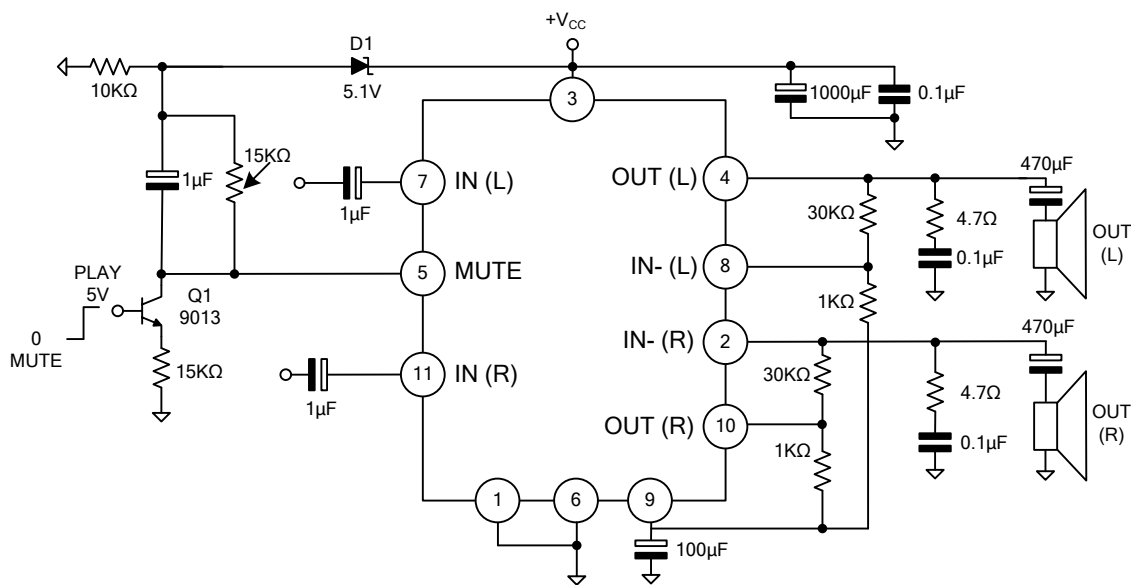 +VCC
D1
10KΩ
5.1V
3
1000µF
0.1µF
15KΩ
1µF
470µF
7
IN (L)
OUT (L)
4
1µF
30KΩ
4.7Ω
OUT
(L)
PLAY
5V
5
MUTE
IN- (L)
8
0.1µF
Q1
9013
1KΩ
0
MUTE
IN- (R)
2
470µF
15KΩ
11
IN (R)
30KΩ
4.7Ω
1µF
OUT (R)
10
OUT
(R)
1KΩ
0.1µF
1
6
9
100µF